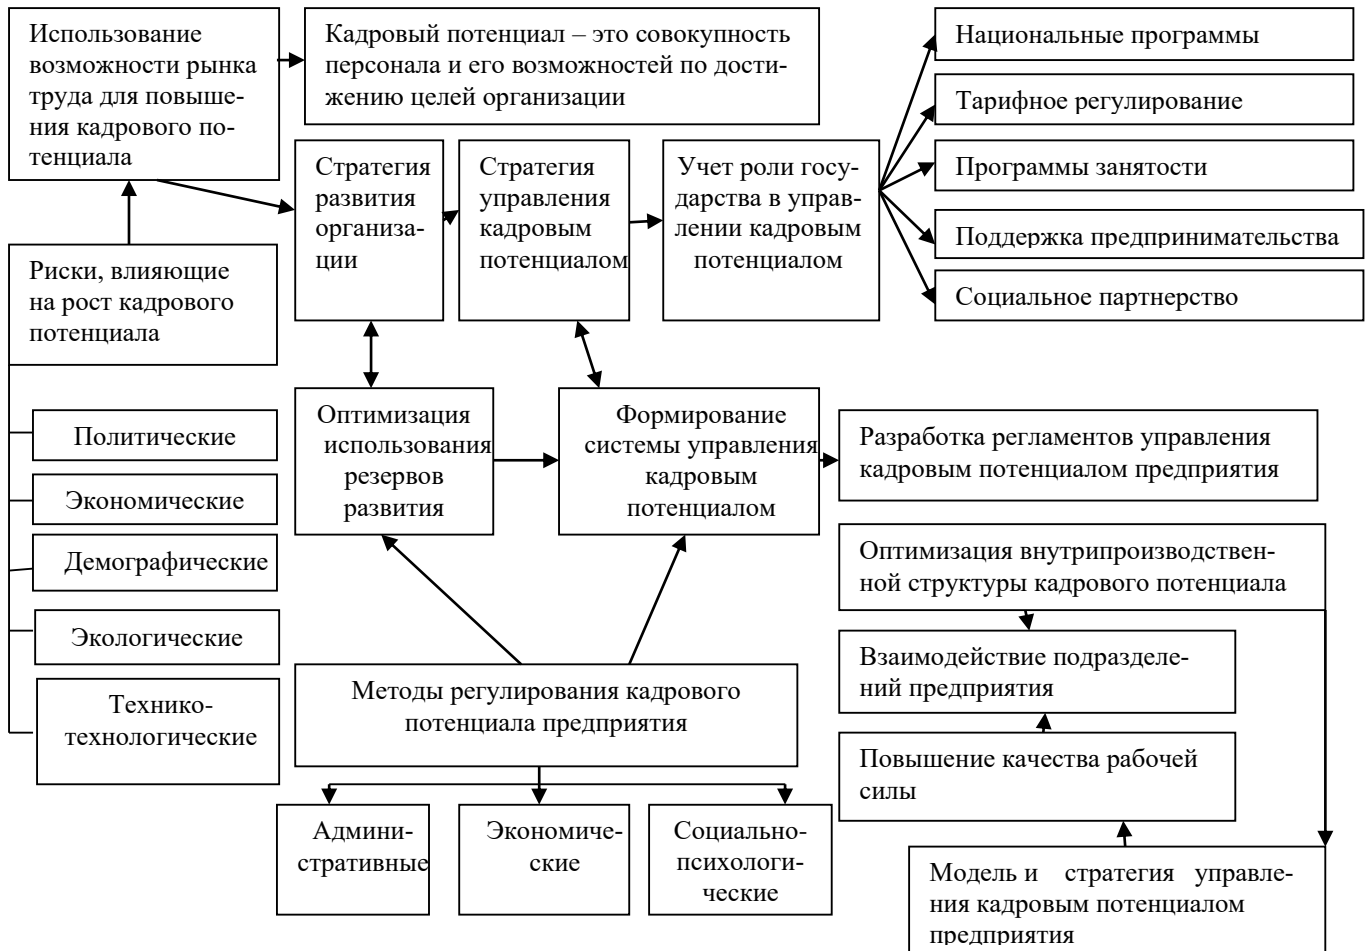 Использование
возможности рынка
труда для повыше-
ния кадрового по-
тенциала
Кадровый потенциал – это совокупность
персонала и его возможностей по дости-
жению целей организации
Национальные программы
Тарифное регулирование
Программы занятости
Поддержка предпринимательства
Социальное партнерство
Стратегия
развития
организа-
ции
Стратегия
управления
кадровым
потенциалом
Учет роли госу-
дарства в управ-
лении кадровым
потенциалом
Риски, влияющие
на рост кадрового
потенциала
Политические
Экономические
Демографические
Экологические
Технико-
технологические
Оптимизация
использования
резервов
развития
Формирование
системы управления
кадровым
потенциалом
Разработка регламентов управления
кадровым потенциалом предприятия
Оптимизация внутрипроизводствен-
ной структуры кадрового потенциала
Взаимодействие подразделе-
ний предприятия
Повышение качества рабочей
силы
Модель и стратегия управле-
ния кадровым потенциалом
предприятия
Методы регулирования кадрового
потенциала предприятия
Админи-
стративные
Экономиче-
ские
Социально-
психологи-
ческие